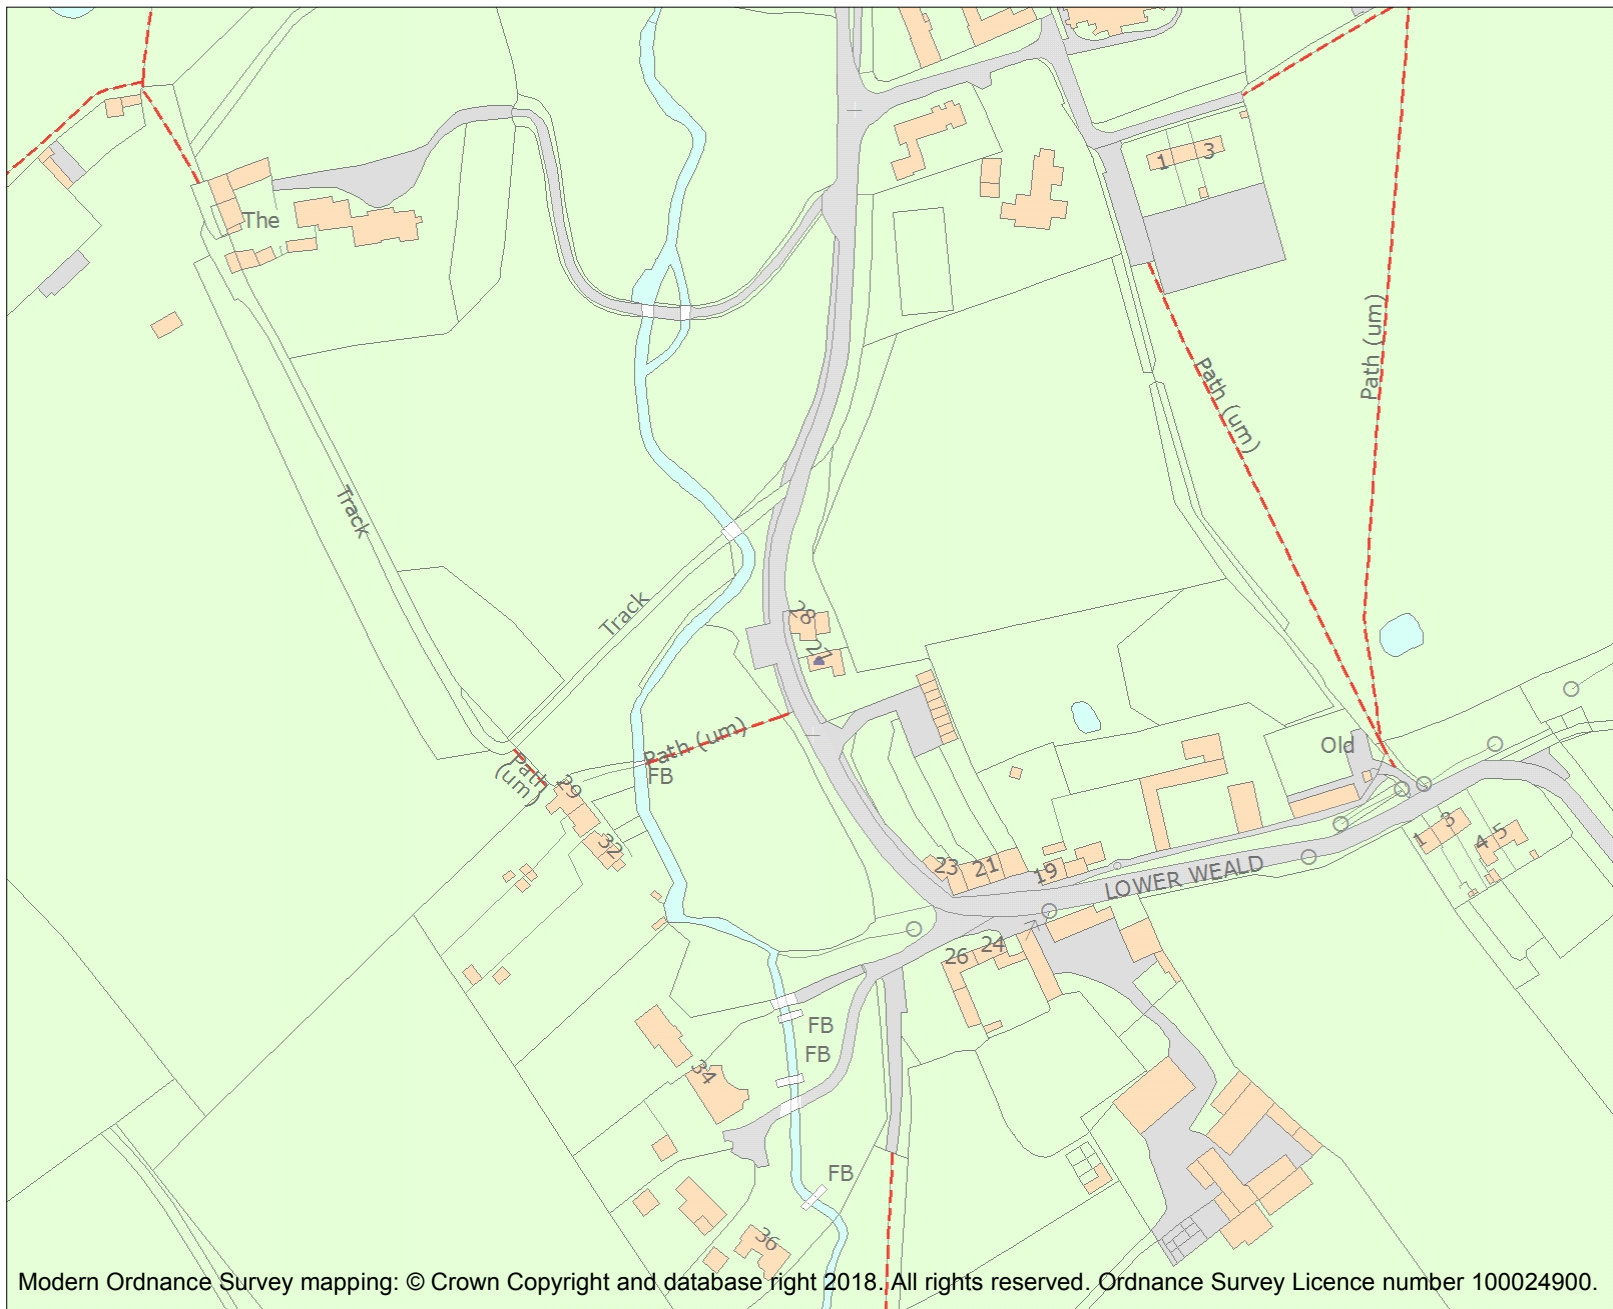 1 3
The
Path (um)
Path (um)
Track
Track
28
27
Path (um)
FB
Old
Path
(um)
29
32
1 3
4 5
23 21
19
LOWER WEALD
26 24
FB
FB
34
FB
36
Modern Ordnance Survey mapping: © Crown Copyright and database right 2018. All rights reserved. Ordnance Survey Licence number 100024900.